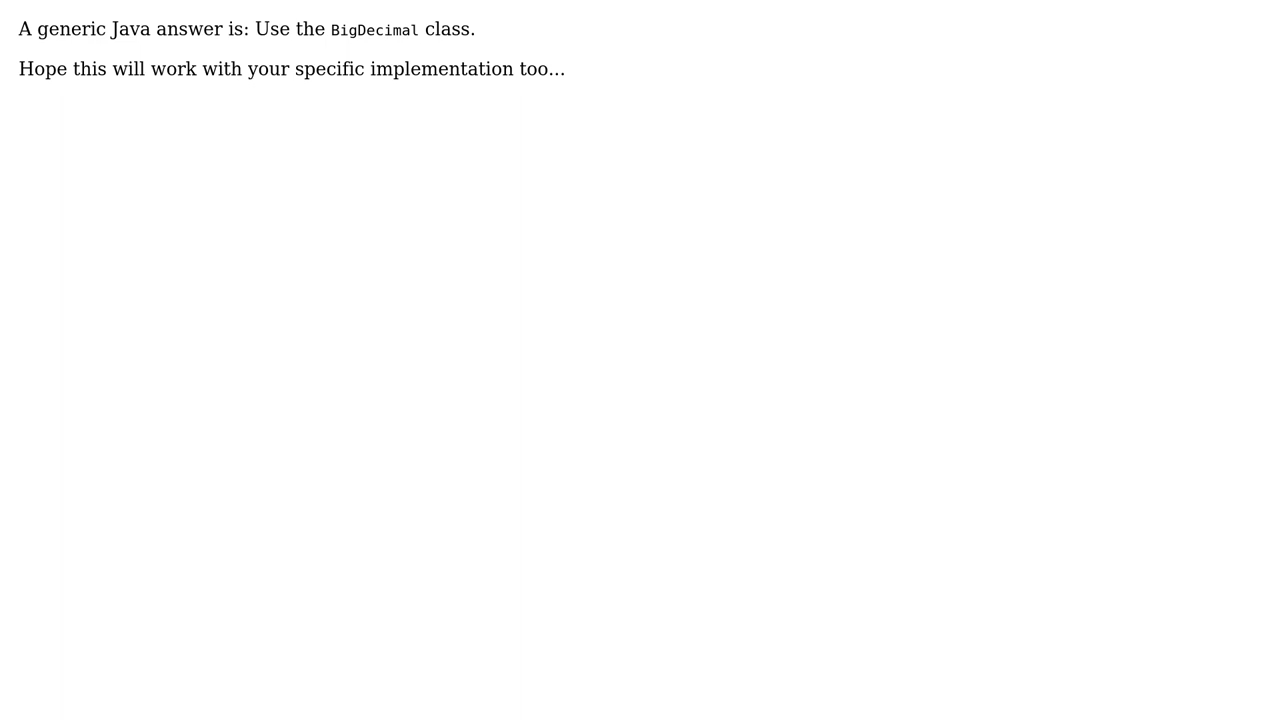 A generic Java answer is: Use the BigDecimal class.
Hope this will work with your specific implementation too...